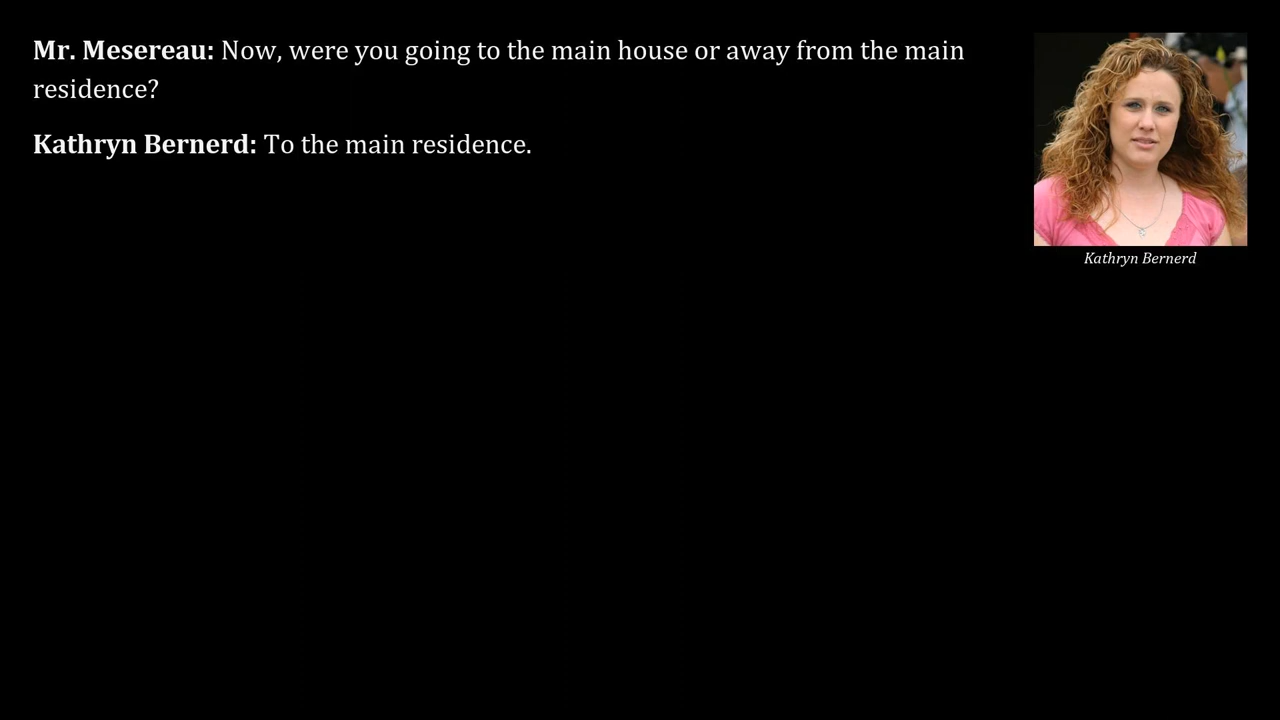 Mr. Mesereau: Now, were you going to the main house or away from the main
residence?
Kathryn Bernerd: To the main residence.
Kathryn Bernerd